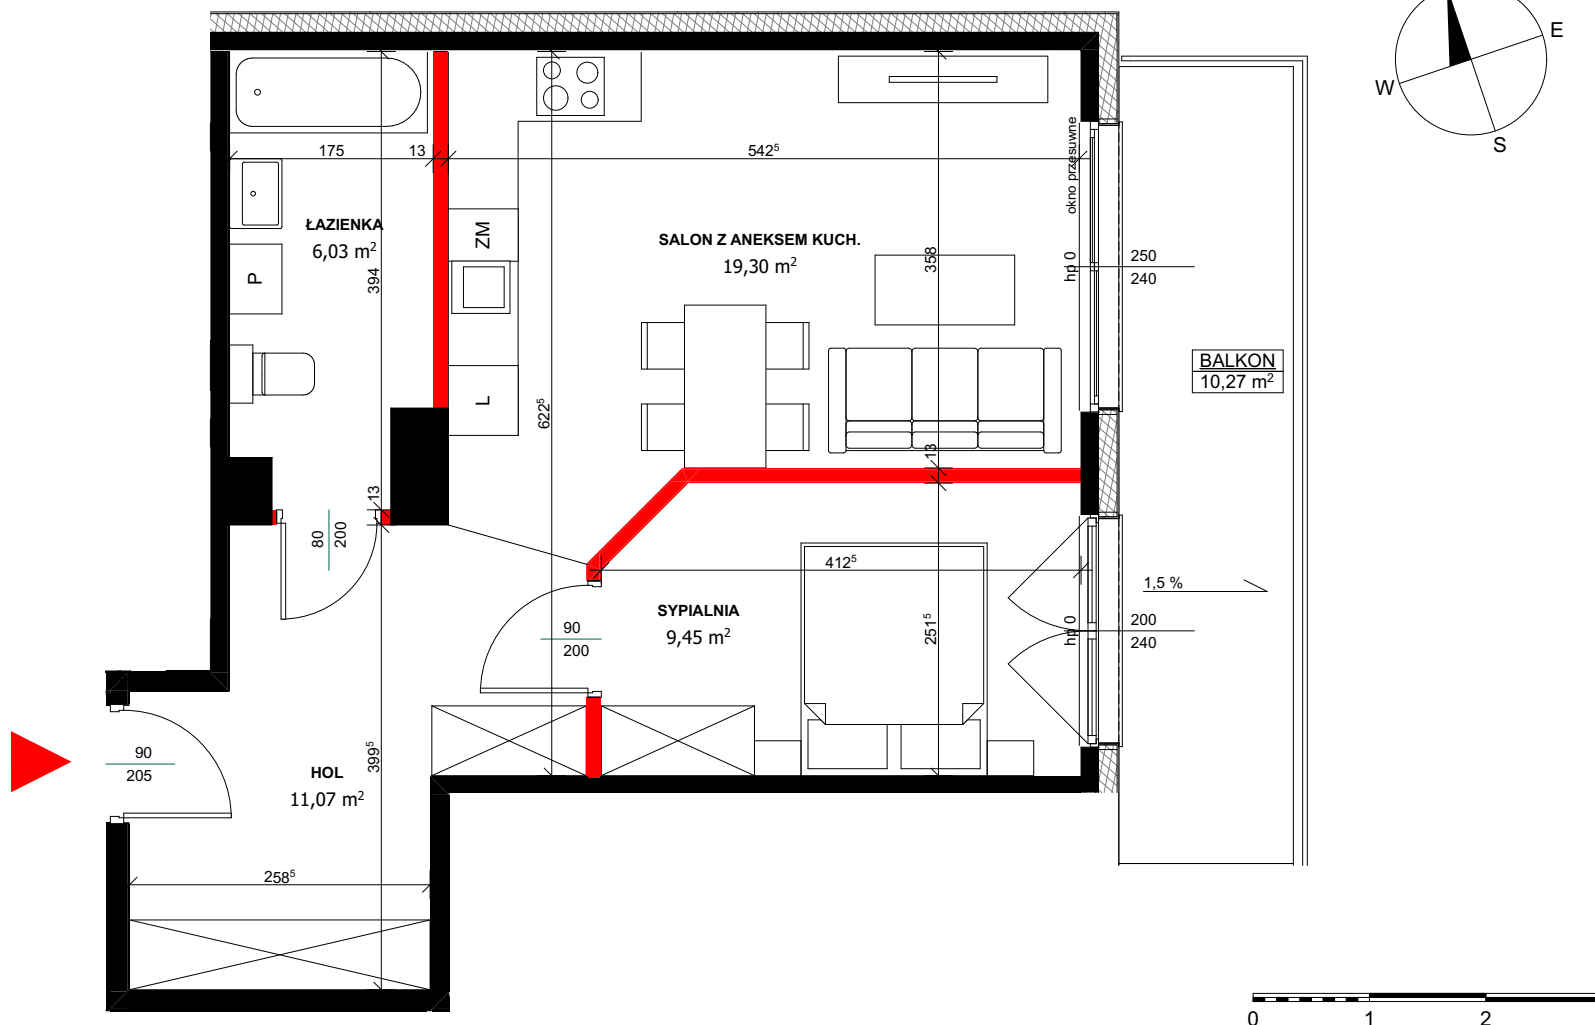 E
W
S
175
13
542⁵
okno przesuwne
ŁAZIENKA
6,03 m²
ZM
SALON Z ANEKSEM KUCH.
19,30 m²
358
394
P
hp 0
250
240
BALKON
10,27 m²
L
622⁵
13
13
80
200
412⁵
1,5 %
SYPIALNIA
9,45 m²
90
200
251⁵
hp 0
200
240
90
205
HOL
11,07 m²
399⁵
258⁵
0 1 2